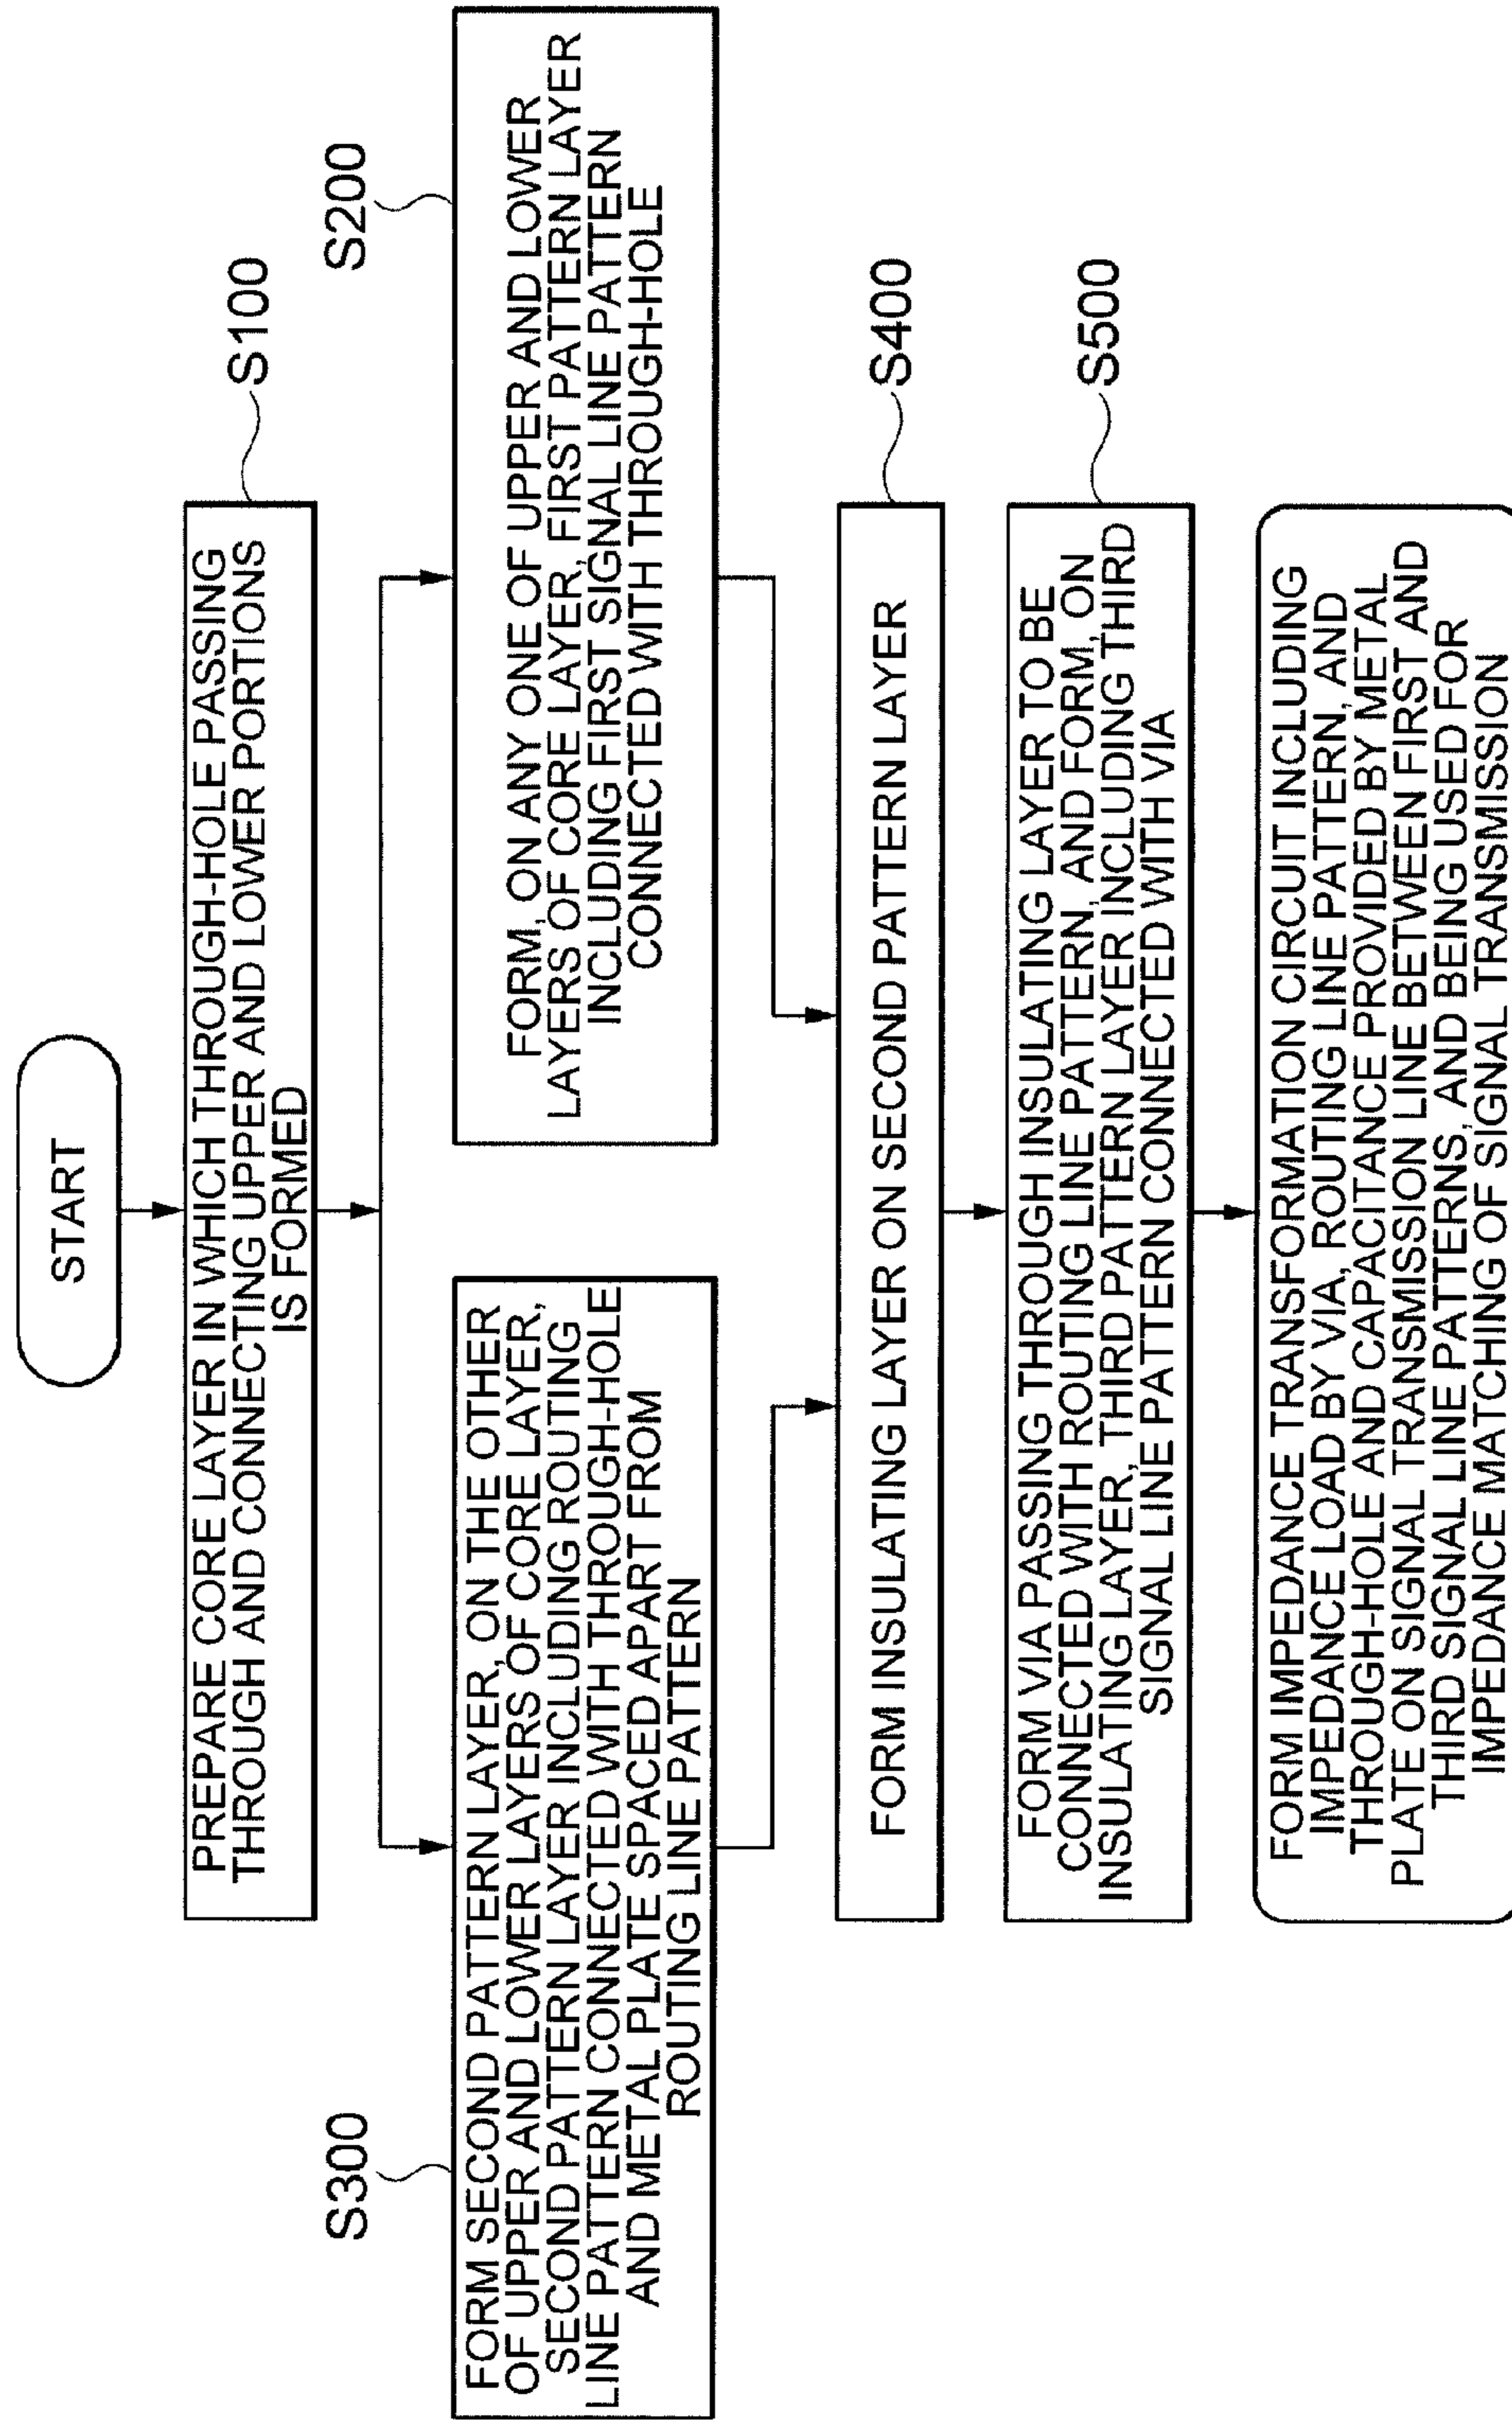 START
PREPARE CORE LAYER IN WHICH THROUGH-HOLE PASSING
THROUGH AND CONNECTING UPPER AND LOWER PORTIONS
IS FORMED
S100
S300
FORM SECOND PATTERN LAYER, ON THE OTHER
OF UPPER AND LOWER LAYERS OF CORE LAYER,
SECOND PATTERN LAYER INCLUDING ROUTING
LINE PATTERN CONNECTED WITH THROUGH-HOLE
AND METAL PLATE SPACED APART FROM
ROUTING LINE PATTERN
S200
FORM, ON ANY ONE OF UPPER AND LOWER
LAYERS OF CORE LAYER, FIRST PATTERN LAYER
INCLUDING FIRST SIGNAL LINE PATTERN
CONNECTED WITH THROUGH-HOLE
FORM INSULATING LAYER ON SECOND PATTERN LAYER
S400
FORM VIA PASSING THROUGH INSULATING LAYER TO BE
CONNECTED WITH ROUTING LINE PATTERN, AND FORM, ON
INSULATING LAYER, THIRD PATTERN LAYER INCLUDING THIRD
SIGNAL LINE PATTERN CONNECTED WITH VIA
S500
FORM IMPEDANCE TRANSFORMATION CIRCUIT INCLUDING
IMPEDANCE LOAD BY VIA, ROUTING LINE PATTERN, AND
THROUGH-HOLE AND CAPACITANCE PROVIDED BY METAL
PLATE ON SIGNAL TRANSMISSION LINE BETWEEN FIRST AND
THIRD SIGNAL LINE PATTERNS, AND BEING USED FOR
IMPEDANCE MATCHING OF SIGNAL TRANSMISSION